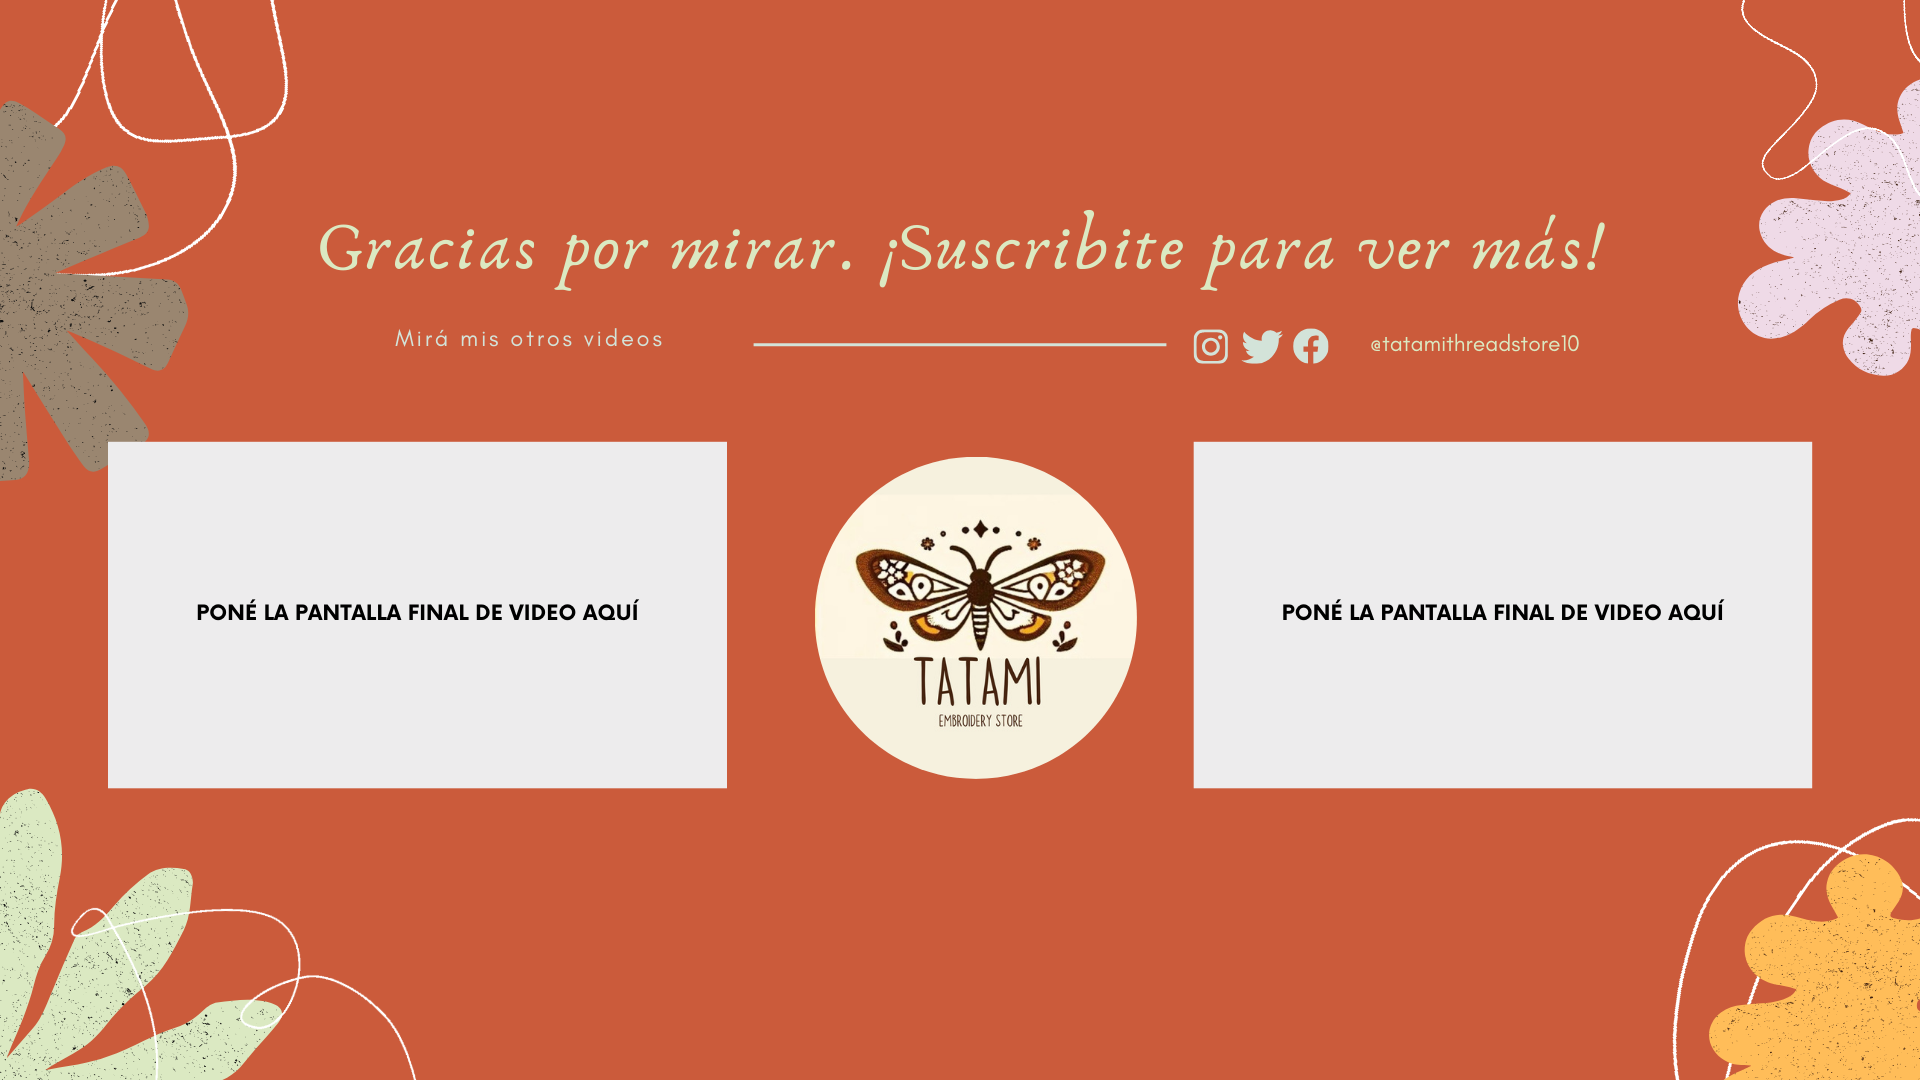 Gracias por mirar. ¡Suscribite para ver más!
Mirá mis otros videos
@tatamithreadstore10
PONÉ LA PANTALLA FINAL DE VIDEO AQUÍ
TATAMI
EMBROIDERY STORE
PONÉ LA PANTALLA FINAL DE VIDEO AQUÍ